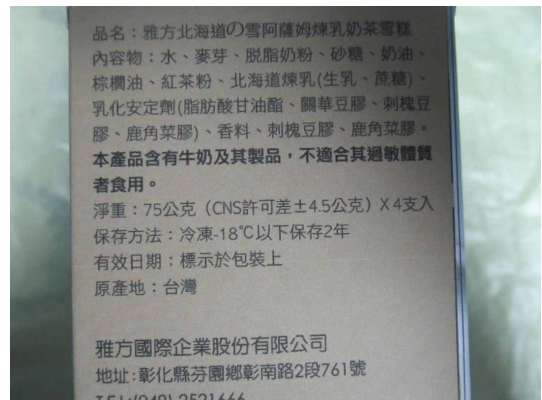 品名：雅方北海道の雪阿薩姆煉乳奶茶雪糕
內容物：水、麥芽、脱脂奶粉、砂糖、奶油、
棕櫚油、紅茶粉、北海道煉乳(生乳、蔗糖)、
乳化安定劑(脂肪酸甘油酯、關華豆膠、刺槐豆
膠、鹿角菜膠)、香料、刺槐豆膠、鹿角菜膠。
本產品含有牛奶及其製品，不適合其過敏體質
者食用。
淨重：75公克（CNS許可差±4.5公克）X 4支入
保存方法：冷凍-18℃以下保存2年
有效日期：標示於包裝上
原產地：台灣
雅方國際企業股份有限公司
地址:彰化縣芬園鄉彰南路2段761號
TEL:(049) 2521666